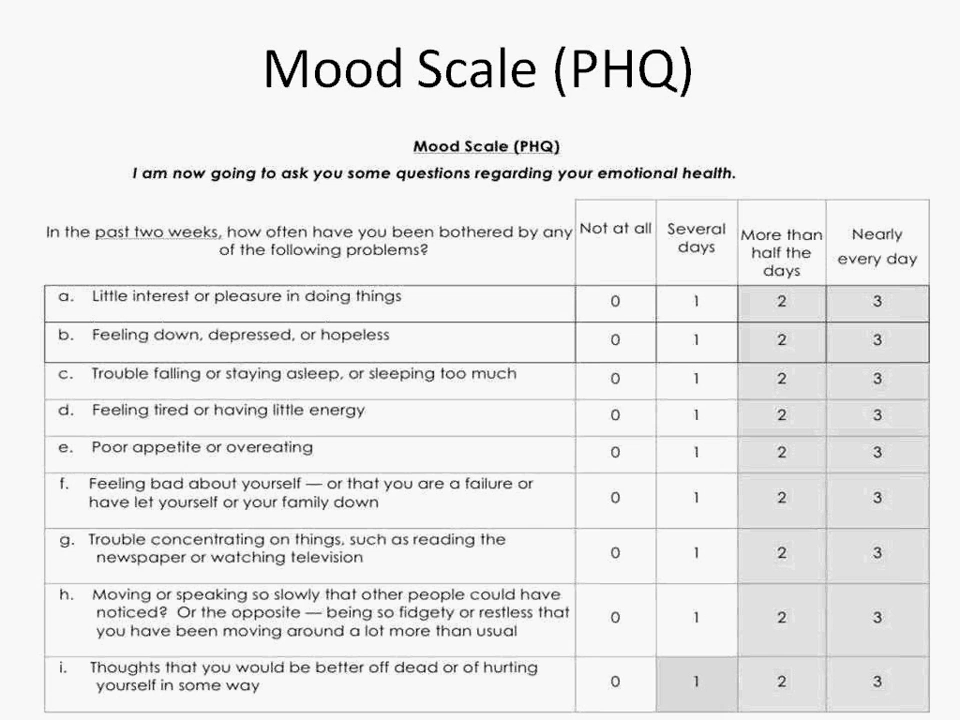 Mood Scale (PHQ)
Mood Scale (PHQ)
I am now going to ask you some questions regarding your emotional health.
In the past two weeks, how often have you been bothered by any
of the following problems?
Not at all
Several
days
More than
half the
days
Nearly
every day
a. Little interest or pleasure in doing things 0 1 2 3
b. Feeling down, depressed, or hopeless 0 1 2 3
c. Trouble falling or staying asleep, or sleeping too much 0 1 2 3
d. Feeling tired or having little energy 0 1 2 3
e. Poor appetite or overeating 0 1 2 3
f. Feeling bad about yourself — or that you are a failure or
have let yourself or your family down 0 1 2 3
g. Trouble concentrating on things, such as reading the
newspaper or watching television 0 1 2 3
h. Moving or speaking so slowly that other people could have
noticed? Or the opposite — being so fidgety or restless that
you have been moving around a lot more than usual 0 1 2 3
i. Thoughts that you would be better off dead or of hurting
yourself in some way 0 1 2 3